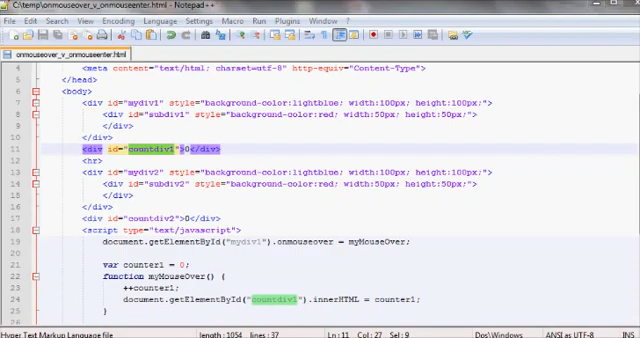 C:\temp\onmouseover_v_onmouseenter.html - Notepad++
File Edit Search View Encoding Language Settings Macro Run Plugins Window ?
onmouseover_v_onmouseenter.html
4 <meta content="text/html; charset=utf-8" http-equiv="Content-Type">
5 </head>
6 <body>
7 <div id="mydiv1" style="background-color:lightblue; width:100px; height:100px;">
8 <div id="subdiv1" style="background-color:red; width:50px; height:50px;">
9 </div>
10 </div>
11 <div id="countdiv1">0</div>
12 <hr>
13 <div id="mydiv2" style="background-color:lightblue; width:100px; height:100px;">
14 <div id="subdiv2" style="background-color:red; width:50px; height:50px;">
15 </div>
16 </div>
17 <div id="countdiv2">0</div>
18 <script type="text/javascript">
19 document.getElementById("mydiv1").onmouseover = myMouseOver;
20
21 var counter1 = 0;
22 function myMouseOver() {
23 ++counter1;
24 document.getElementById("countdiv1").innerHTML = counter1;
25 }
26
Hyper Text Markup Language file length : 1054 lines : 37 Ln : 11 Col : 27 Sel : 9 Dos\Windows ANSI as UTF-8 INS